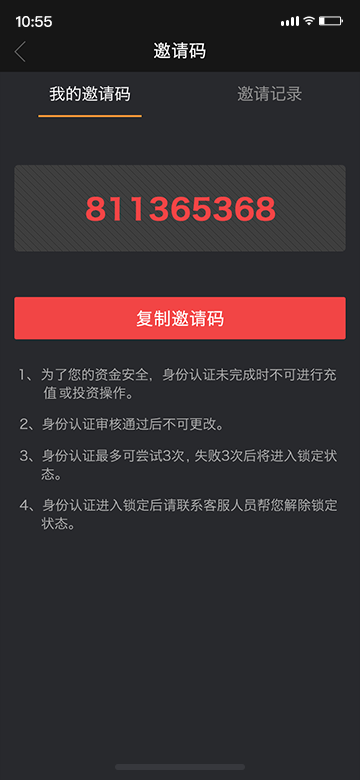 10:55
邀请码
我的邀请码
邀请记录
811365368
复制邀请码
1、为了您的资金安全，身份认证未完成时不可进行充
值或投资操作。
2、身份认证审核通过后不可更改。
3、身份认证最多可尝试3次，失败3次后将进入锁定状
态。
4、身份认证进入锁定后请联系客服人员帮您解除锁定
状态。